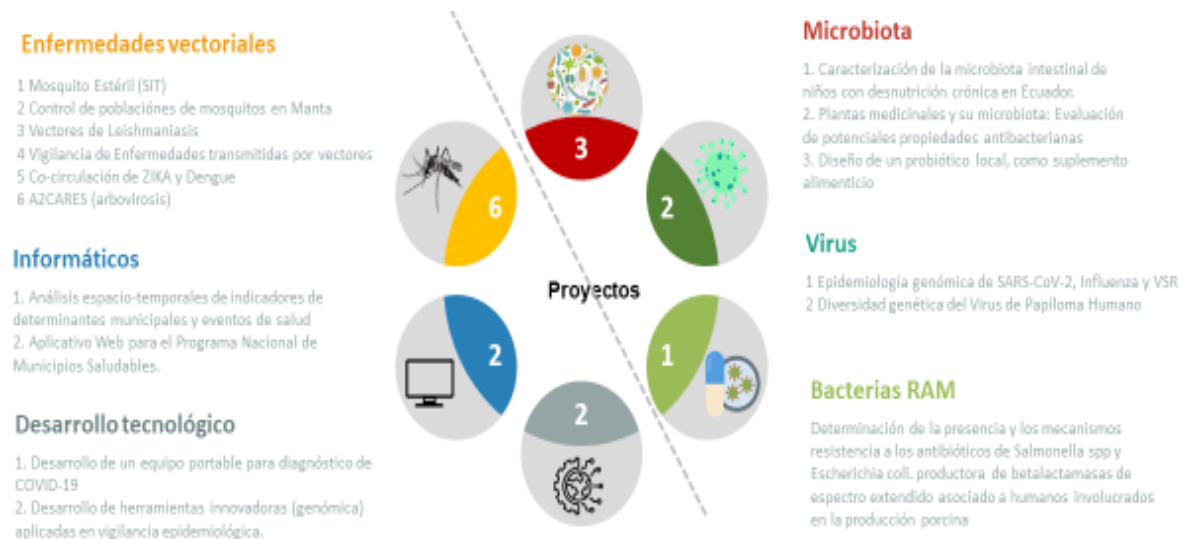 Enfermedades vectoriales
1 Mosquito Estéril (SIT)
2 Control de poblaciónes de mosquitos en Manta
3 Vectores de Leishmaniasis
4 Vigilancia de Enfermedades transmitidas por vectores
5 Co-circulación de ZIKA y Dengue
6 A2CARES (arbovirosis)
Informáticos
1. Análisis espacio-temporales de indicadores de
determinantes municipales y eventos de salud
2. Aplicativo Web para el Programa Nacional de
Municipios Saludables.
Desarrollo tecnológico
1. Desarrollo de un equipo portable para diagnóstico de
COVID-19
2. Desarrollo de herramientas innovadoras (genómica)
aplicadas en vigilancia epidemiológica.
3
6
2
Proyectos
2
1
2
Microbiota
1. Caracterización de la microbiota intestinal de
niños con desnutrición crónica en Ecuador.
2. Plantas medicinales y su microbiota: Evaluación
de potenciales propiedades antibacterianas
3. Diseño de un probiótico local, como suplemento
alimenticio
Virus
1 Epidemiología genómica de SARS-CoV-2, Influenza y VSR
2 Diversidad genética del Virus de Papiloma Humano
Bacterias RAM
Determinación de la presencia y los mecanismos
resistencia a los antibióticos de Salmonella spp y
Escherichia coli. productora de betalactamasas de
espectro extendido asociado a humanos involucrados
en la producción porcina